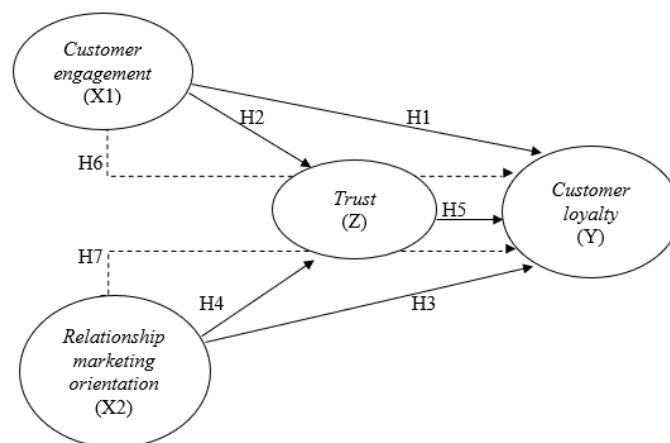 Customer
engagement
(X1)
H1
H2
H6
Trust
(Z)
H5
Customer
loyalty
(Y)
H7
H4
H3
Relationship
marketing
orientation
(X2)